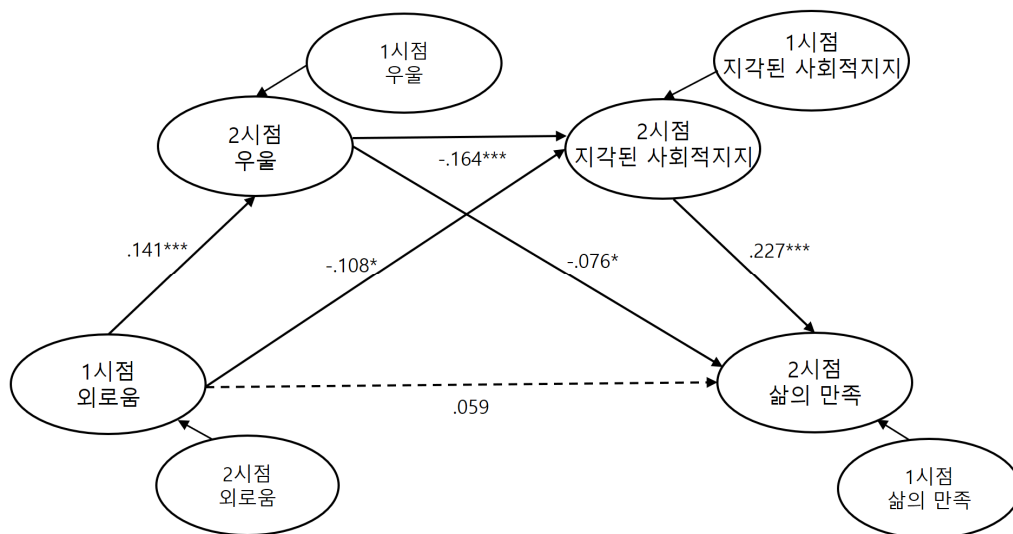 1시점
우울
1시점
지각된 사회적지지
2시점
우울
2시점
지각된 사회적지지
-.164***
.141***
-.108*
-.076*
.227***
1시점
외로움
2시점
삶의 만족
.059
2시점
외로움
1시점
삶의 만족